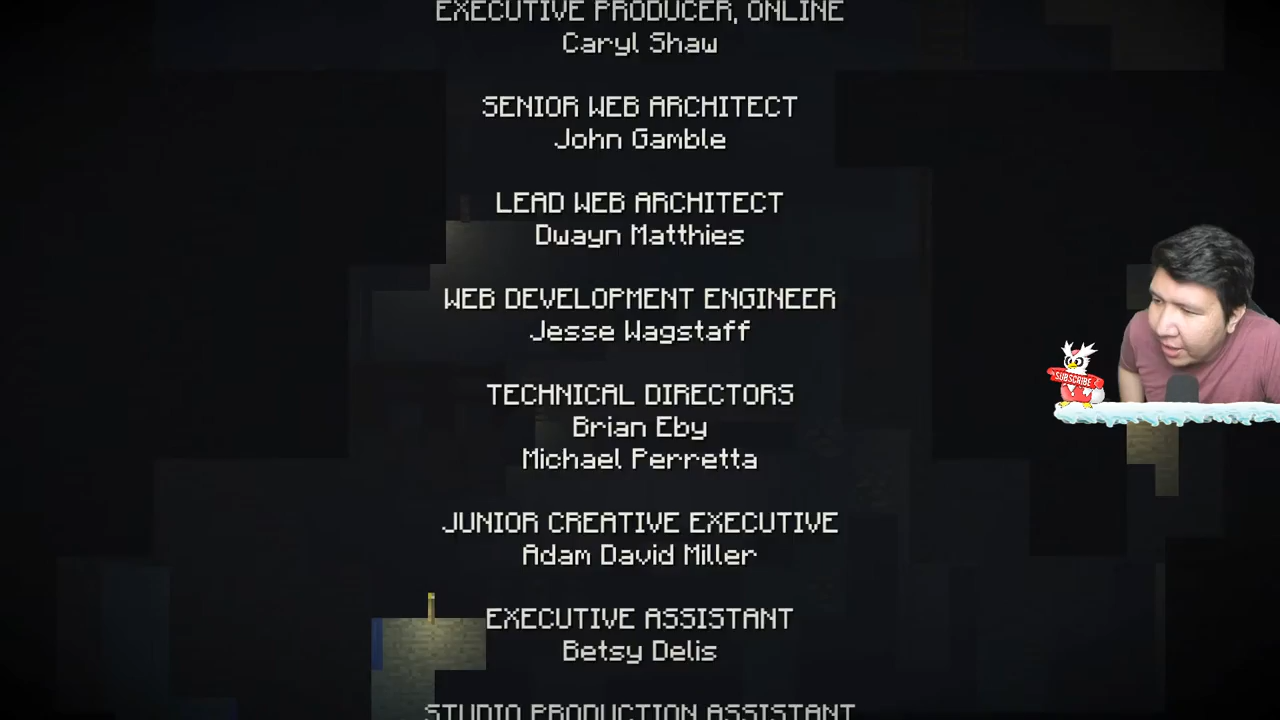 EXECUTIVE PRODUCER, ONLINE
Caryl Shaw
SENIOR WEB ARCHITECT
John Gamble
LEAD WEB ARCHITECT
Dwayn Matthies
WEB DEVELOPMENT ENGINEER
Jesse Wagstaff
TECHNICAL DIRECTORS
Brian Eby
Michael Perretta
JUNIOR CREATIVE EXECUTIVE
Adam David Miller
EXECUTIVE ASSISTANT
Betsy Delis
STUDIO PRODUCTION ASSISTANT
SUBSCRIBE